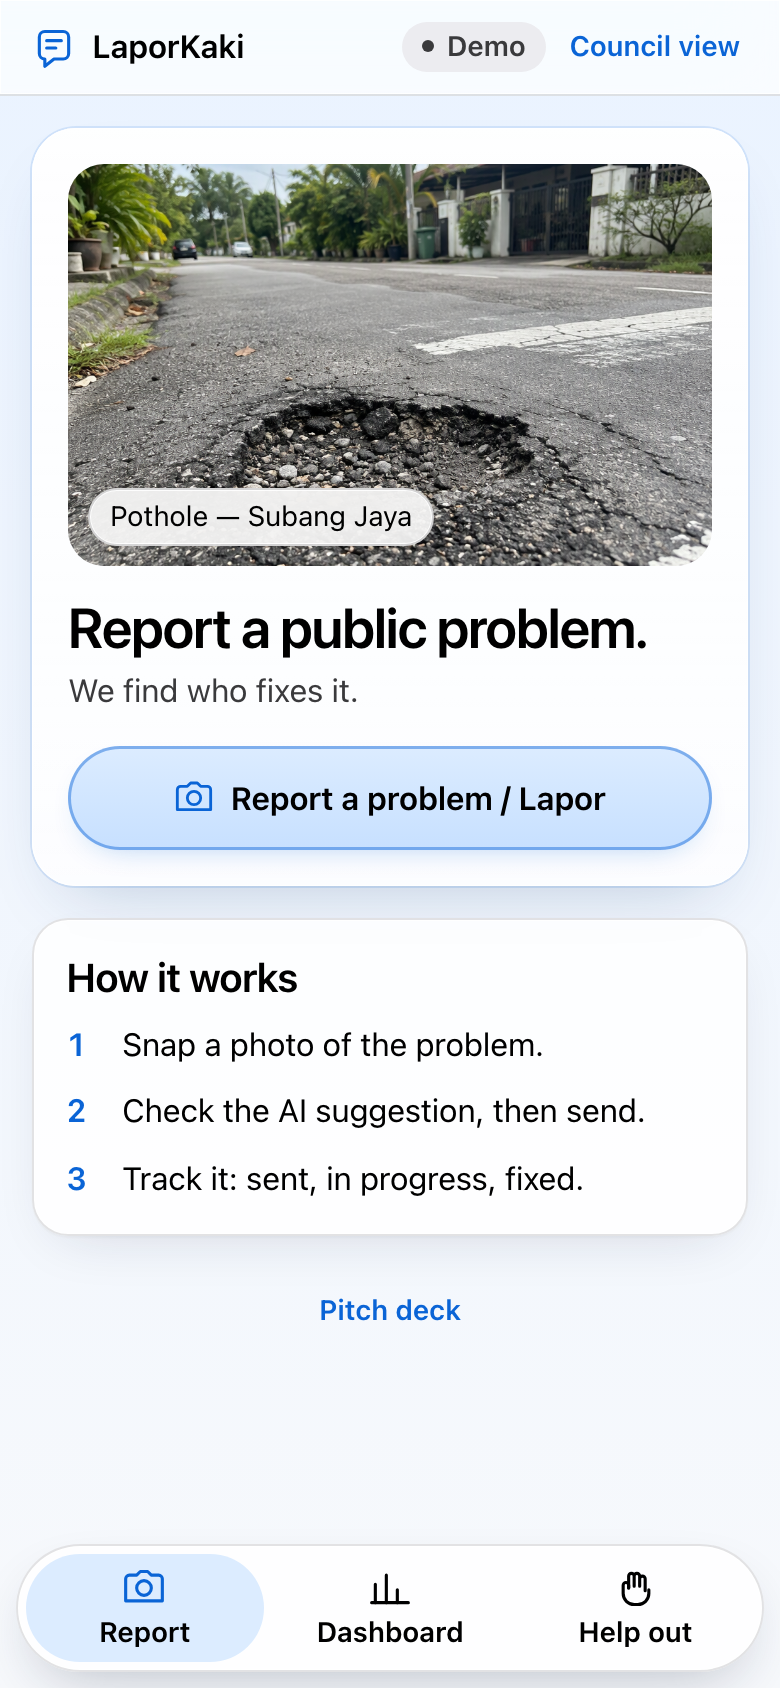 LaporKaki
Demo
Council view
Pothole — Subang Jaya
Report a public problem.
We find who fixes it.
Report a problem / Lapor
How it works
1 Snap a photo of the problem.
2 Check the AI suggestion, then send.
3 Track it: sent, in progress, fixed.
Pitch deck
Report
Dashboard
Help out